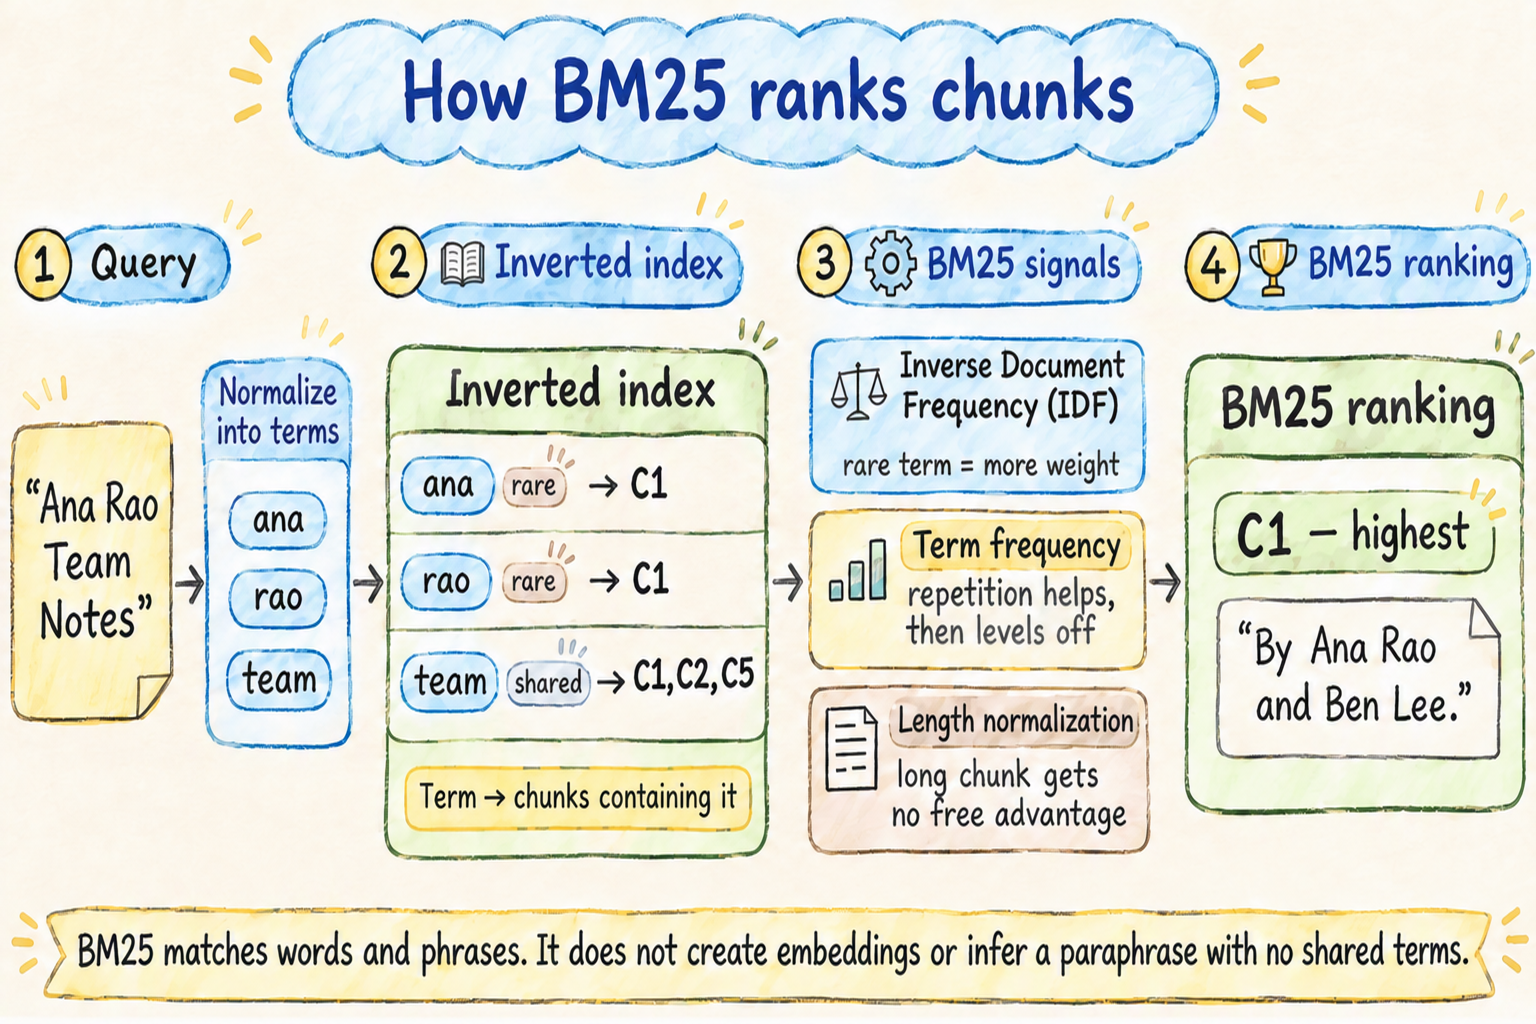 How BM25 ranks chunks
1 Query
“Ana Rao
Team
Notes”
Normalize
into terms
ana
rao
team
2 Inverted index
Inverted index
ana rare → C1
rao rare → C1
team shared → C1, C2, C5
Term → chunks containing it
3 BM25 signals
Inverse Document
Frequency (IDF)
rare term = more weight
Term frequency
repetition helps,
then levels off
Length normalization
long chunk gets
no free advantage
4 BM25 ranking
BM25 ranking
C1 – highest
“By Ana Rao
and Ben Lee.”
BM25 matches words and phrases. It does not create embeddings or infer a paraphrase with no shared terms.